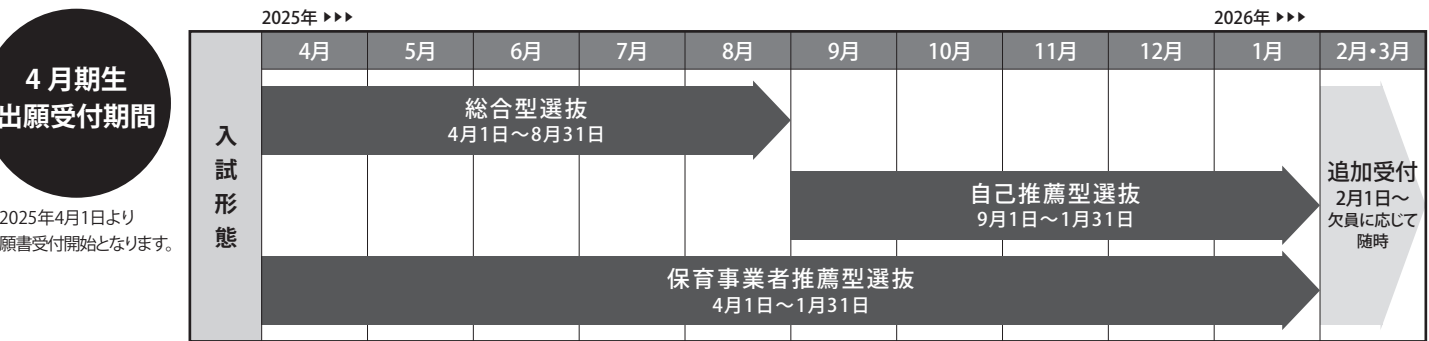 4月期生
出願受付期間
2025年4月1日より
願書受付開始となります。
2025年 ▶▶▶
2026年 ▶▶▶
4月 5月 6月 7月 8月 9月 10月 11月 12月 1月 2月・3月
入試形態
総合型選抜
4月1日〜8月31日
自己推薦型選抜
9月1日〜1月31日
保育事業者推薦型選抜
4月1日〜1月31日
追加受付
2月1日〜
欠員に応じて
随時